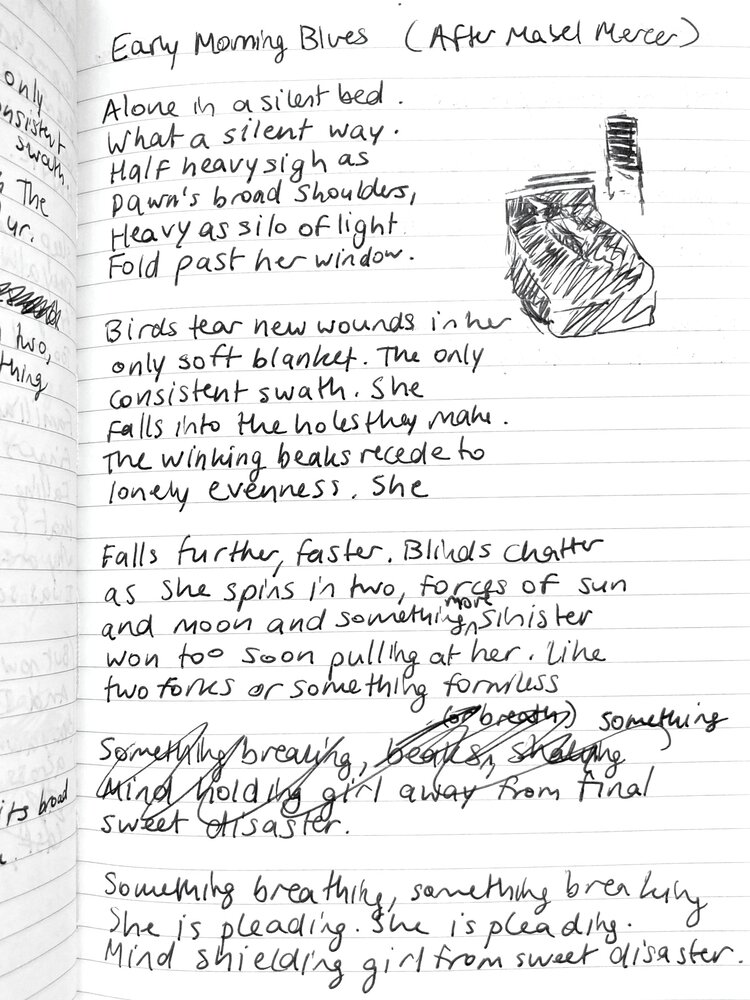 only
consistent
swath.
The
two,
thing
its broad
Early Morning Blues (After Mabel Mercer)
Alone in a silent bed.
What a silent way.
Half heavy sigh as
Dawn's broad shoulders,
Heavy as silo of light
Fold past her window.
Birds tear new wounds in her
only soft blanket. The only
consistent swath. She
Falls into the holes they make.
The winking beaks recede to
lonely evenness. She
Falls further, faster. Blinds chatter
as she spins in two, forces of sun
and moon and something more sinister
won too soon pulling at her. Like
two forks or something formless
(or breath) something
Something breaking, beaks, shaking
Mind holding girl away from final
sweet disaster.
Something breathing, something breaking
She is pleading. She is pleading.
Mind shielding girl from sweet disaster.